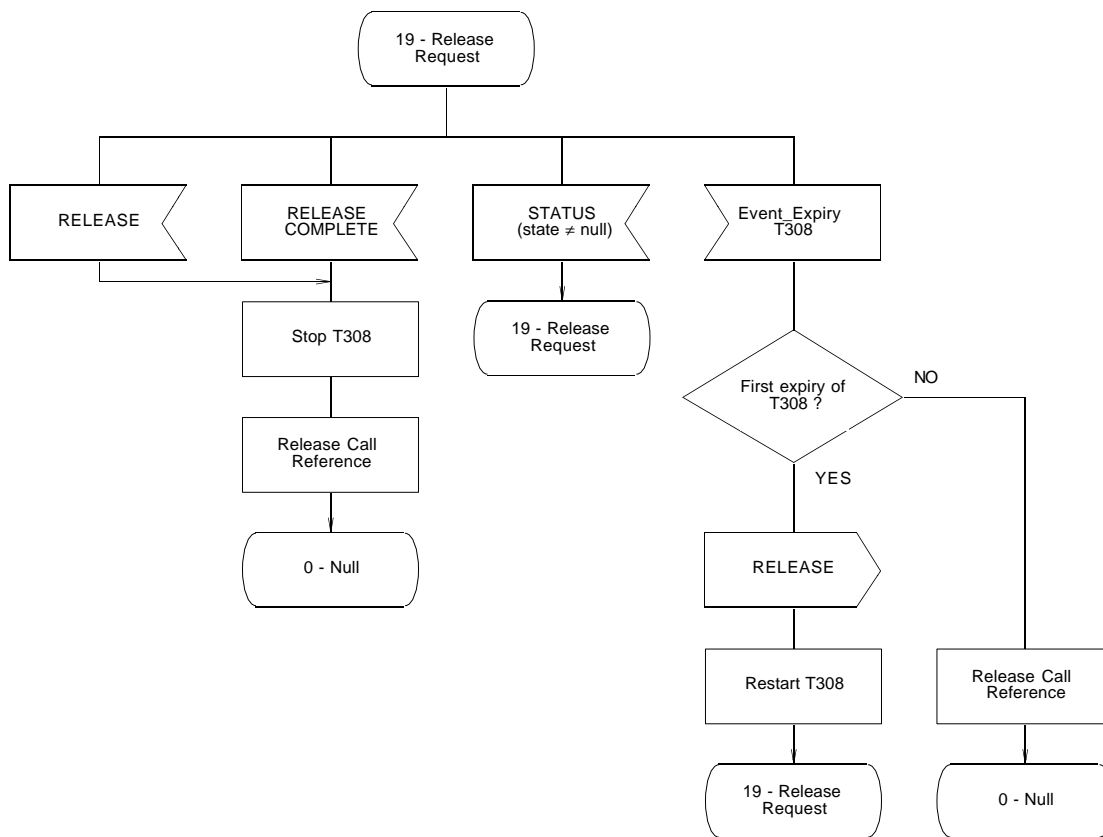 19 - Release
Request
RELEASE
RELEASE
COMPLETE
STATUS
(state ≠ null)
Event_Expiry
T308
Stop T308
19 - Release
Request
First expiry of
T308 ?
NO
Release Call
Reference
YES
0 - Null
RELEASE
Restart T308
Release Call
Reference
19 - Release
Request
0 - Null